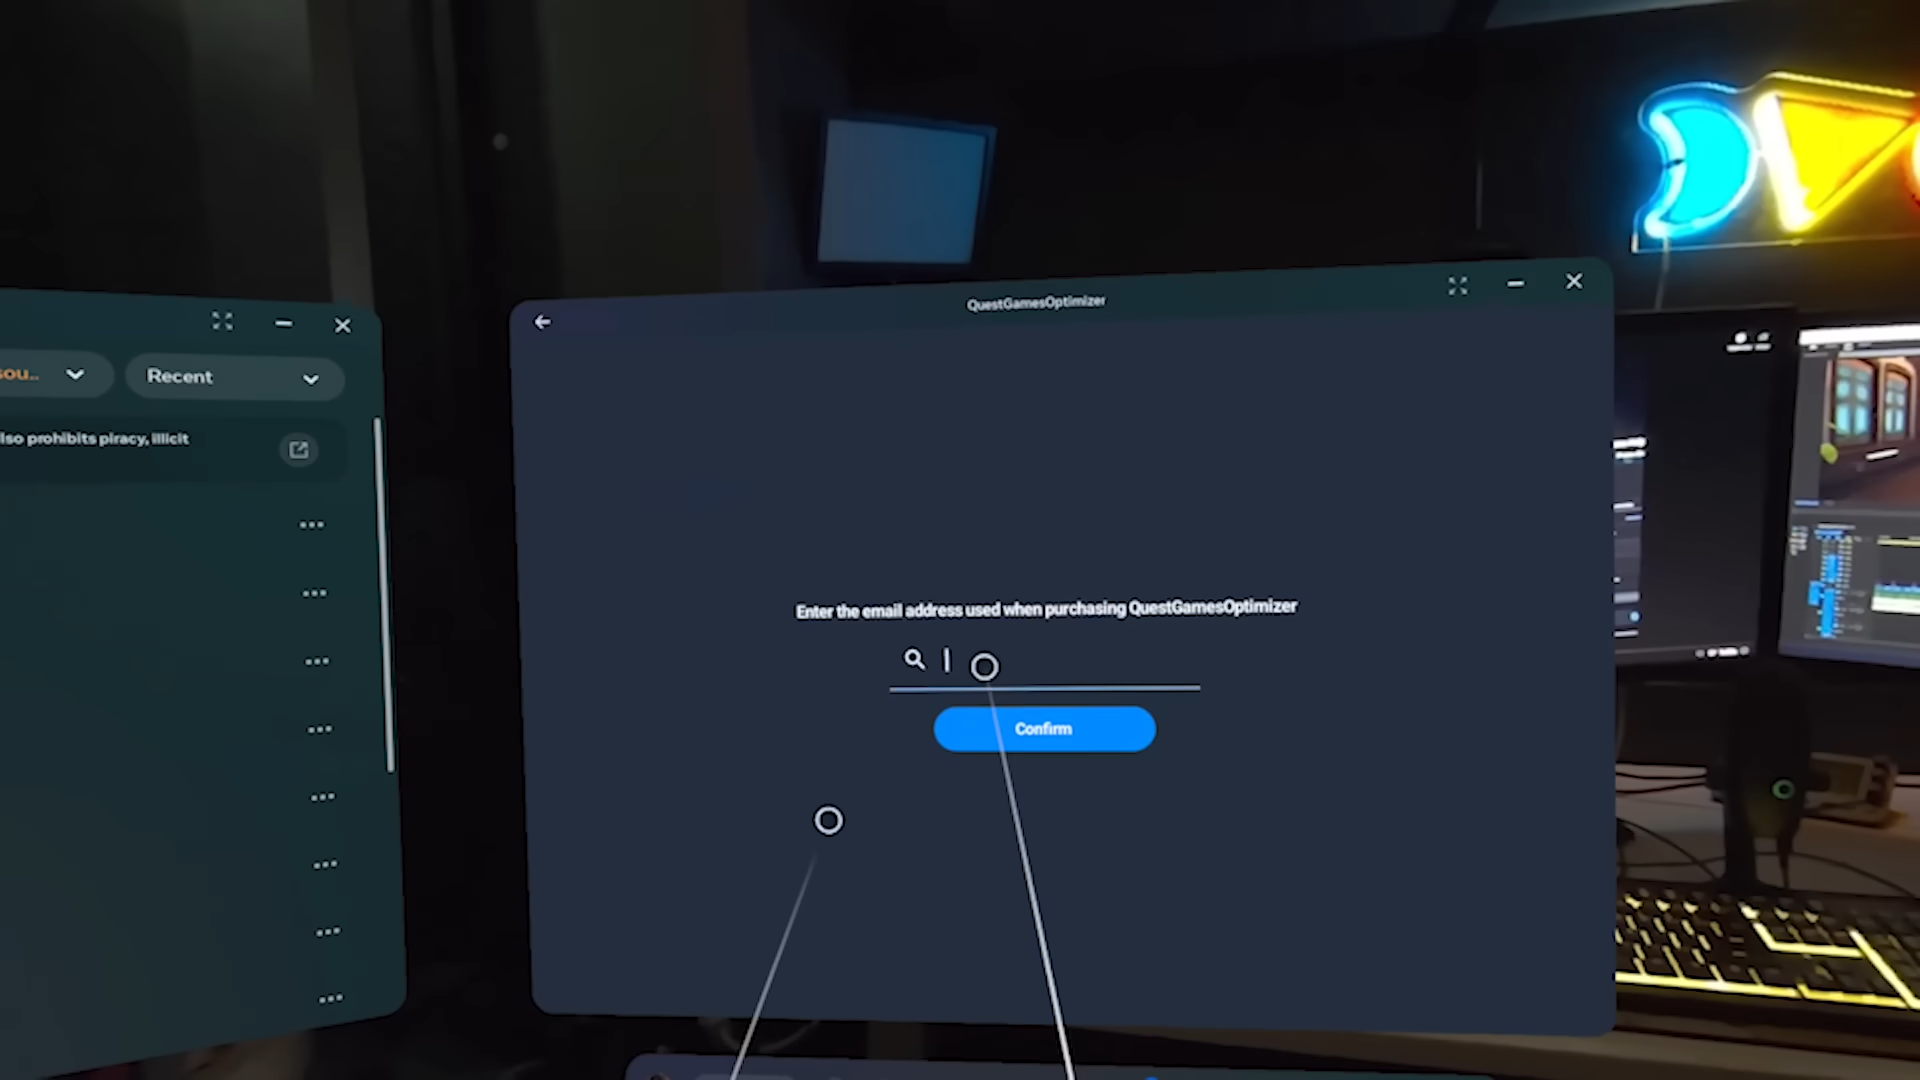 QuestGamesOptimizer
sou..
Recent
lso prohibits piracy, illicit
Enter the email address used when purchasing QuestGamesOptimizer
Confirm